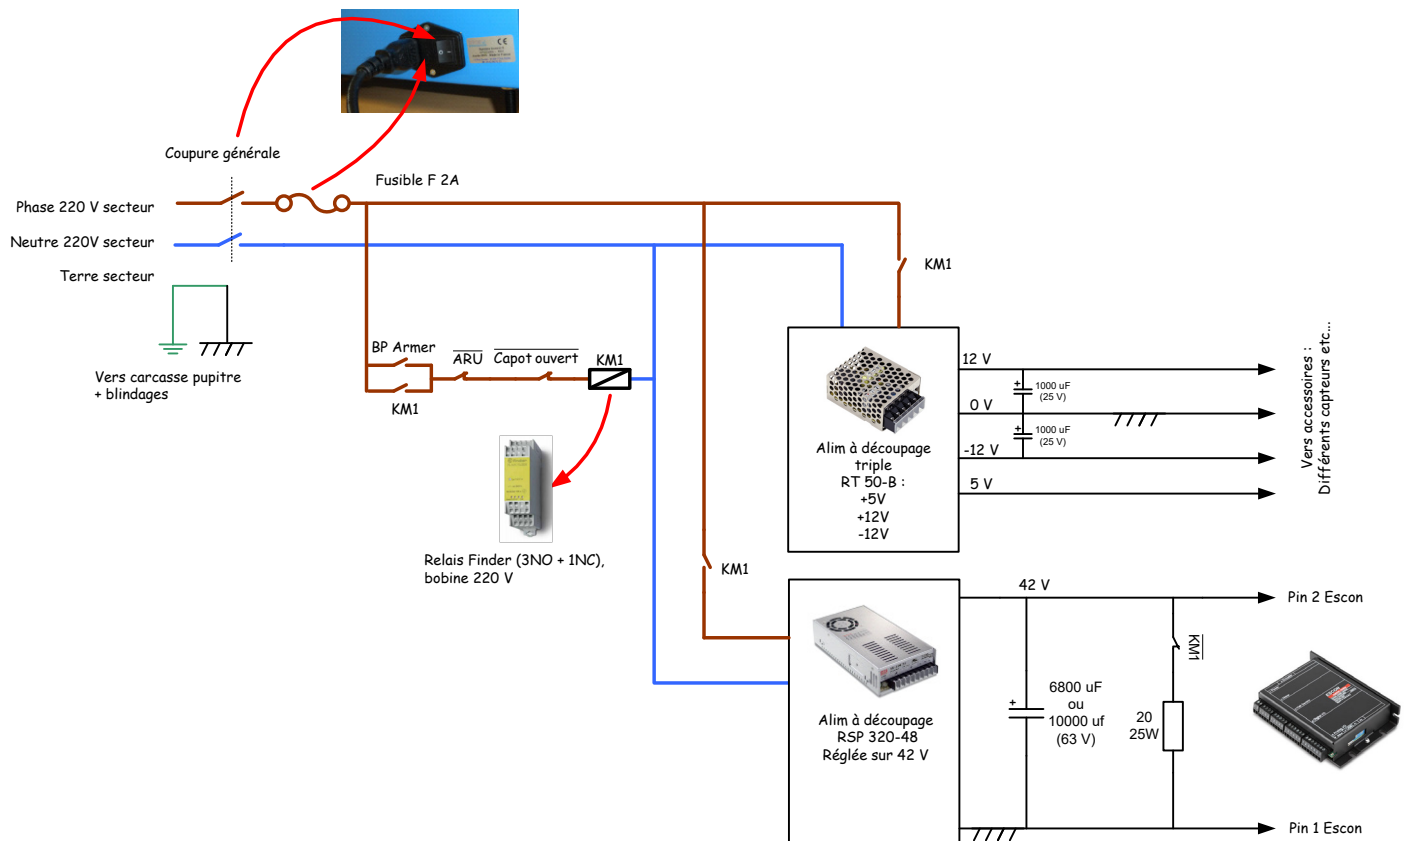 Coupure générale
Fusible F 2A
Phase 220 V secteur
Neutre 220V secteur
Terre secteur
KM1
BP Armer
ARU
Capot ouvert
KM1
KM1
Vers carcasse pupitre
+ blindages
Relais Finder (3NO + 1NC),
bobine 220 V
KM1
Alim à découpage
triple
RT 50-B :
+5V
+12V
-12V
12 V
+
1000 uF
(25 V)
0 V
+
1000 uF
(25 V)
-12 V
5 V
Vers accessoires :
Différents capteurs etc...
Alim à découpage
RSP 320-48
Réglée sur 42 V
42 V
Pin 2 Escon
+
6800 uF
ou
10000 uf
(63 V)
KM1
20
25W
Pin 1 Escon